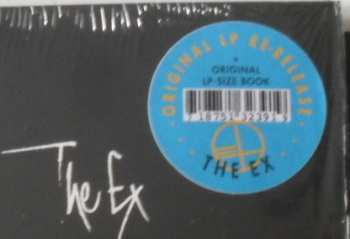 ORIGINAL LP RE-RELEASE
ORIGINAL
LP-SIZE BOOK
THE EX
The Ex